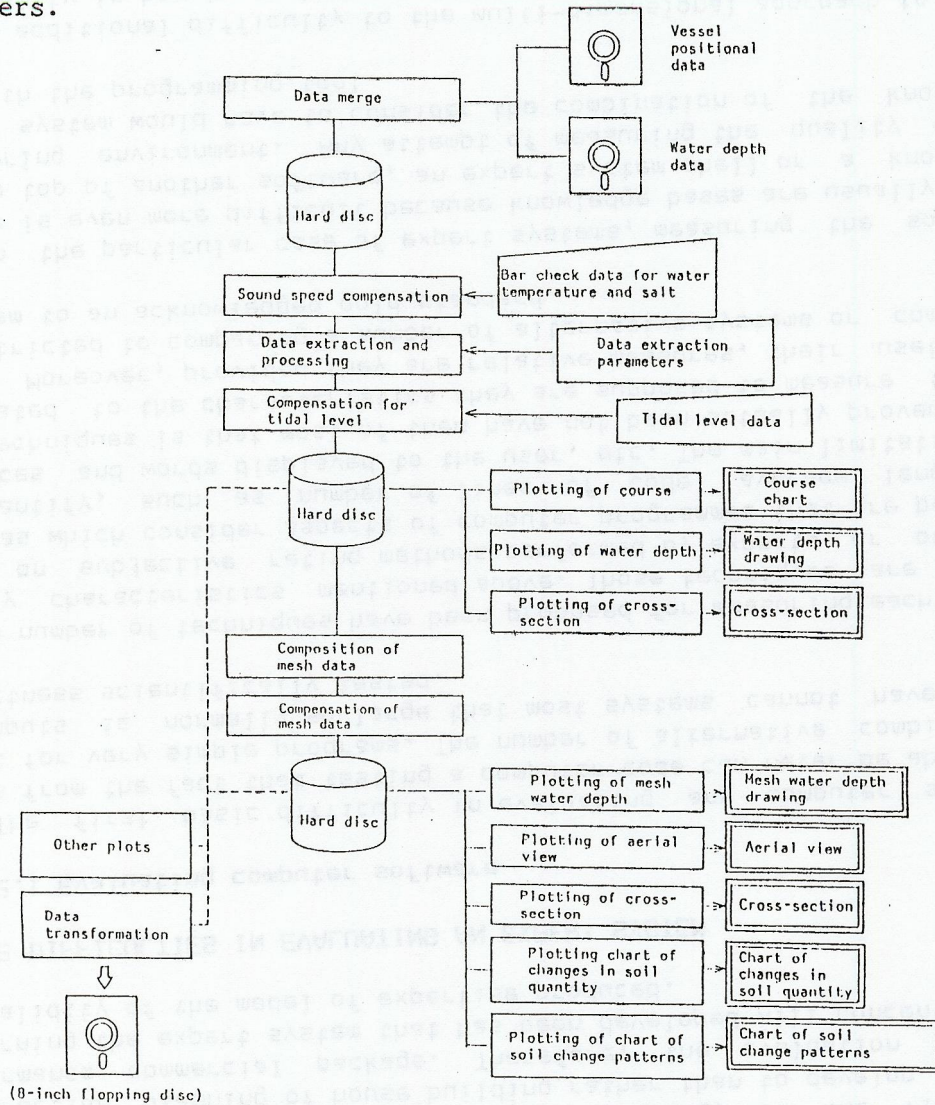 ers.
Vessel
positional
data
Data merge
Water depth
data
Hard disc
Bar check data for water
temperature and salt
Sound speed compensation
Data extraction and
processing
Data extraction
parameters
Compensation for
tidal level
Tidal level data
Hard disc
Plotting of course
Course
chart
Plotting of water depth
Water depth
drawing
Plotting of cross-
section
Cross-section
Composition of
mesh data
Compensation of
mesh data
Hard disc
Plotting of mesh
water depth
Mesh water depth
drawing
Other plots
Plotting of aerial
view
Aerial view
Data
transformation
Plotting of cross-
section
Cross-section
Plotting chart of
changes in soil
quantity
Chart of
changes in
soil quantity
Plotting of chart of
soil change patterns
Chart of soil
change patterns
(8-inch flopping disc)